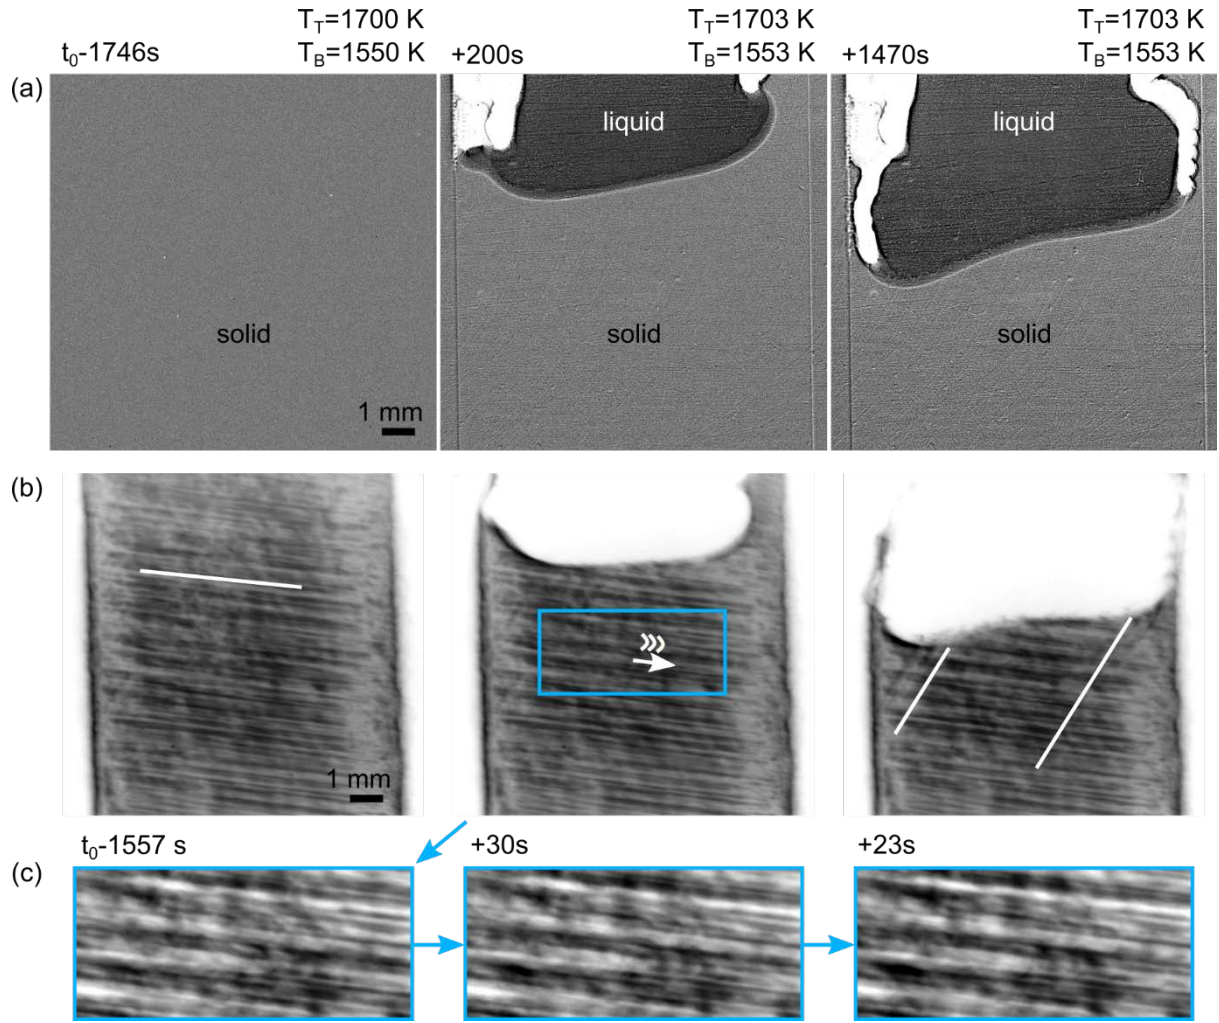 T_T=1700 K T_T=1703 K T_T=1703 K
t_0-1746s T_B=1550 K +200s T_B=1553 K +1470s T_B=1553 K
(a)
liquid liquid
solid solid solid
1 mm
(b)
1 mm
t_0-1557 s +30s +23s
(c)